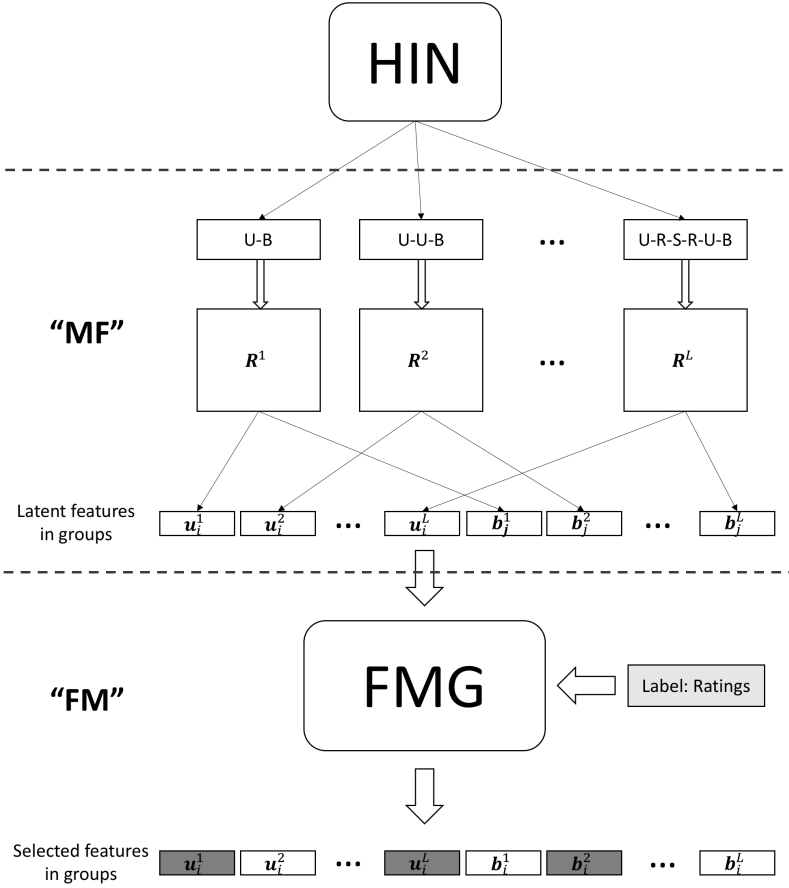 HIN
U-B U-U-B ... U-R-S-R-U-B
“MF”
R¹ R² ... Rᴸ
Latent features
in groups
u_i^1 u_i^2 ... u_i^L b_j^1 b_j^2 ... b_j^L
“FM”
FMG
Label: Ratings
Selected features
in groups
u_i^1 u_i^2 ... u_i^L b_i^1 b_i^2 ... b_i^L